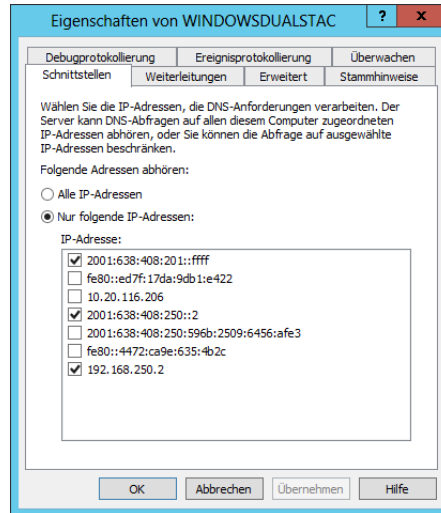 Eigenschaften von WINDOWSDUALSTAC
?
x
Debugprotokollierung
Ereignisprotokollierung
Überwachen
Schnittstellen
Weiterleitungen
Erweitert
Stammhinweise
Wählen Sie die IP-Adressen, die DNS-Anforderungen verarbeiten. Der
Server kann DNS-Abfragen auf allen diesem Computer zugeordneten
IP-Adressen abhören, oder Sie können die Abfrage auf ausgewählte
IP-Adressen beschränken.
Folgende Adressen abhören:
Alle IP-Adressen
Nur folgende IP-Adressen:
IP-Adresse:
2001:638:408:201::ffff
fe80::ed7f:17da:9db1:e422
10.20.116.206
2001:638:408:250::2
2001:638:408:250:596b:2509:6456:afe3
fe80::4472:ca9e:635:4b2c
192.168.250.2
OK
Abbrechen
Übernehmen
Hilfe